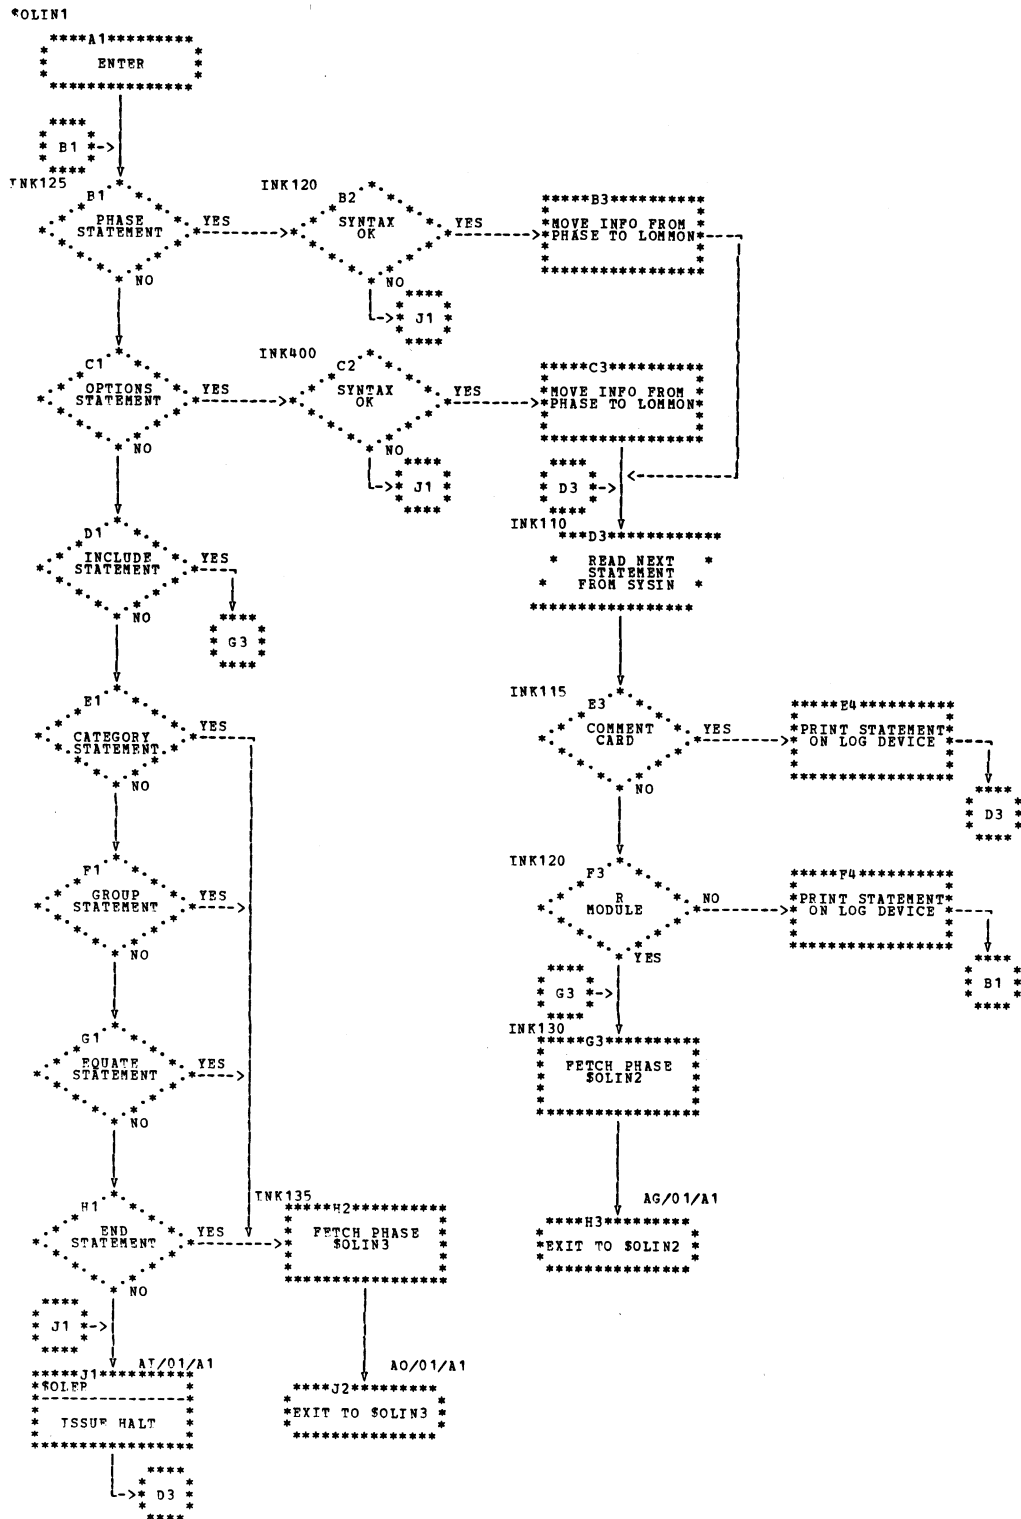 $OLIN1
A1
ENTER
B1
INK125
B1
PHASE
STATEMENT
YES
NO
INK120
B2
SYNTAX
OK
YES
NO
J1
B3
MOVE INFO FROM
PHASE TO LOMMON
C1
OPTIONS
STATEMENT
YES
NO
INK400
C2
SYNTAX
OK
YES
NO
J1
C3
MOVE INFO FROM
PHASE TO LOMMON
D3
INK110
D3
READ NEXT
STATEMENT
FROM SYSIN
D1
INCLUDE
STATEMENT
YES
NO
G3
E1
CATEGORY
STATEMENT
YES
NO
INK115
E3
COMMENT
CARD
YES
NO
E4
PRINT STATEMENT
ON LOG DEVICE
D3
F1
GROUP
STATEMENT
YES
NO
INK120
F3
R
MODULE
NO
YES
F4
PRINT STATEMENT
ON LOG DEVICE
B1
G3
INK130
G3
FETCH PHASE
$OLIN2
G1
EQUATE
STATEMENT
YES
NO
AG/01/A1
H3
EXIT TO $OLIN2
H1
END
STATEMENT
YES
NO
INK135
H2
FETCH PHASE
$OLIN3
J1
AI/01/A1
J1
$OLER
ISSUE HALT
AO/01/A1
J2
EXIT TO $OLIN3
D3